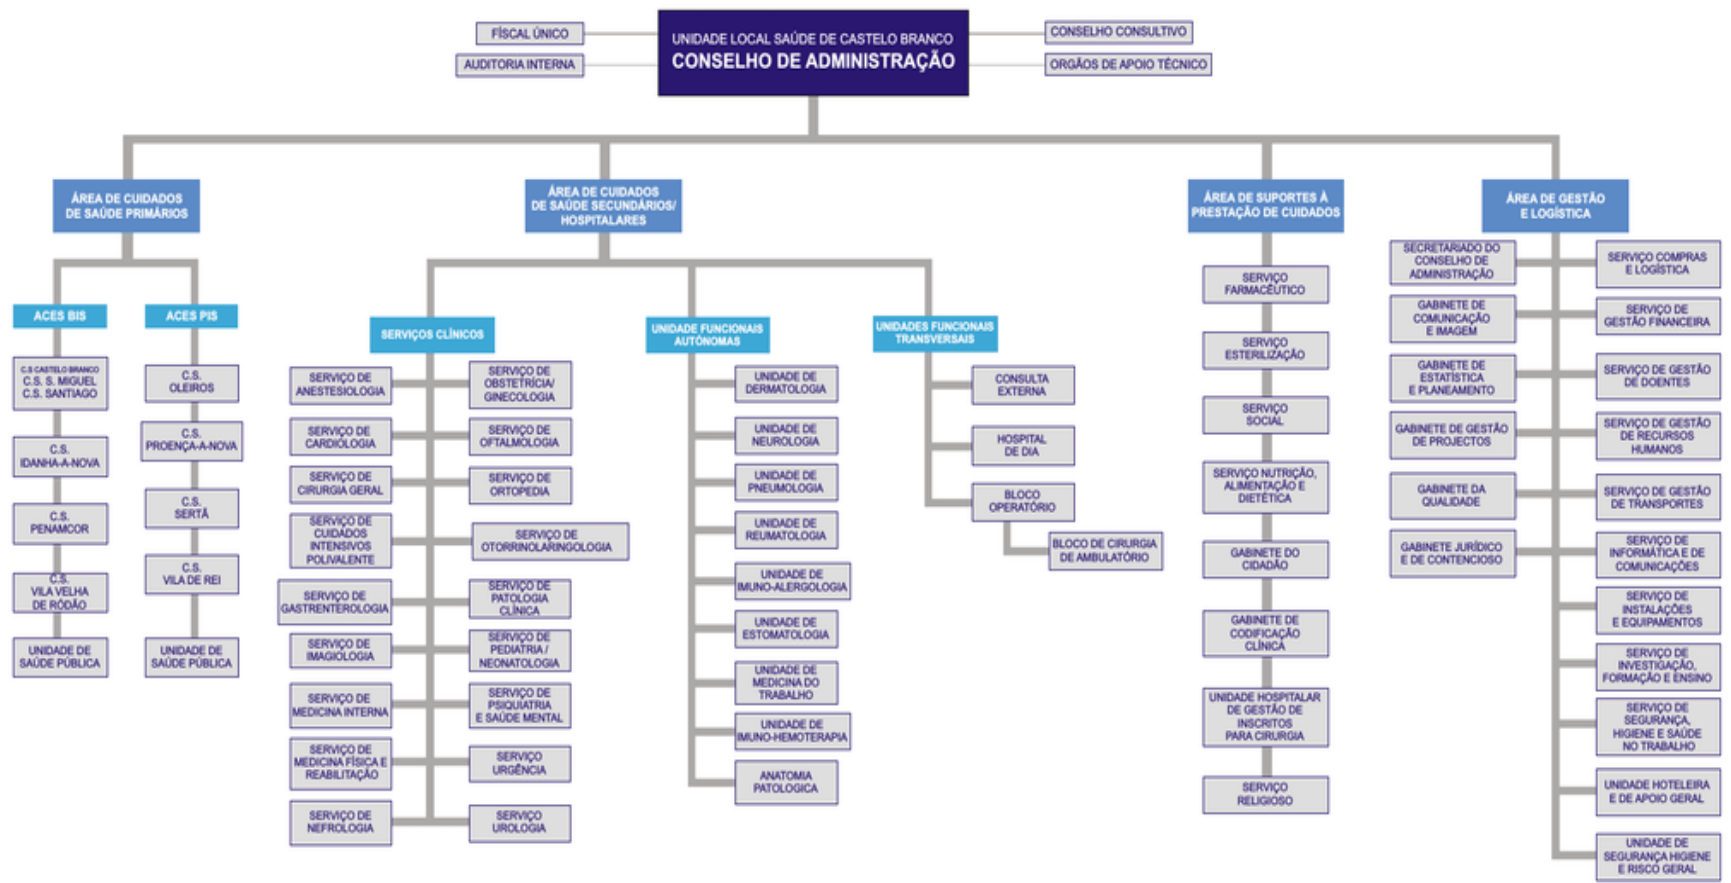 FÍSCAL ÚNICO
AUDITORIA INTERNA
UNIDADE LOCAL SAÚDE DE CASTELO BRANCO
CONSELHO DE ADMINISTRAÇÃO
CONSELHO CONSULTIVO
ORGÃOS DE APOIO TÉCNICO
ÁREA DE CUIDADOS
DE SAÚDE PRIMÁRIOS
ACES BIS
C.S CASTELO BRANCO
C.S. S. MIGUEL
C.S. SANTIAGO
C.S.
IDANHA-A-NOVA
C.S.
PENAMCOR
C.S.
VILA VELHA
DE RÓDÃO
UNIDADE DE
SAÚDE PÚBLICA
ACES PIS
C.S.
OLEIROS
C.S.
PROENÇA-A-NOVA
C.S.
SERTÃ
C.S.
VILA DE REI
UNIDADE DE
SAÚDE PÚBLICA
ÁREA DE CUIDADOS
DE SAÚDE SECUNDÁRIOS/
HOSPITALARES
SERVIÇOS CLÍNICOS
SERVIÇO DE
ANESTESIOLOGIA
SERVIÇO DE
CARDIOLOGIA
SERVIÇO DE
CIRURGIA GERAL
SERVIÇO DE
CUIDADOS
INTENSIVOS
POLIVALENTE
SERVIÇO DE
GASTRENTEROLOGIA
SERVIÇO DE
IMAGIOLOGIA
SERVIÇO DE
MEDICINA INTERNA
SERVIÇO DE
MEDICINA FÍSICA E
REABILITAÇÃO
SERVIÇO DE
NEFROLOGIA
SERVIÇO DE
OBSTETRÍCIA/
GINECOLOGIA
SERVIÇO DE
OFTALMOLOGIA
SERVIÇO DE
ORTOPEDIA
SERVIÇO DE
OTORRINOLARINGOLOGIA
SERVIÇO DE
PATOLOGIA
CLÍNICA
SERVIÇO DE
PEDIATRIA /
NEONATOLOGIA
SERVIÇO DE
PSIQUIATRIA
E SAÚDE MENTAL
SERVIÇO
URGÊNCIA
SERVIÇO
UROLOGIA
UNIDADE FUNCIONAIS
AUTÓNOMAS
UNIDADE DE
DERMATOLOGIA
UNIDADE DE
NEUROLOGIA
UNIDADE DE
PNEUMOLOGIA
UNIDADE DE
REUMATOLOGIA
UNIDADE DE
IMUNO-ALERGOLOGIA
UNIDADE DE
ESTOMATOLOGIA
UNIDADE DE
MEDICINA DO
TRABALHO
UNIDADE DE
IMUNO-HEMOTERAPIA
ANATOMIA
PATOLOGICA
UNIDADES FUNCIONAIS
TRANSVERSAIS
CONSULTA
EXTERNA
HOSPITAL
DE DIA
BLOCO
OPERATÓRIO
BLOCO DE CIRURGIA
DE AMBULATÓRIO
ÁREA DE SUPORTES À
PRESTAÇÃO DE CUIDADOS
SERVIÇO
FARMACÊUTICO
SERVIÇO
ESTERILIZAÇÃO
SERVIÇO
SOCIAL
SERVIÇO NUTRIÇÃO,
ALIMENTAÇÃO E
DIETÉTICA
GABINETE DO
CIDADÃO
GABINETE DE
CODIFICAÇÃO
CLÍNICA
UNIDADE HOSPITALAR
DE GESTÃO DE
INSCRITOS
PARA CIRURGIA
SERVIÇO
RELIGIOSO
ÁREA DE GESTÃO
E LOGÍSTICA
SECRETARIADO DO
CONSELHO DE
ADMINISTRAÇÃO
GABINETE DE
COMUNICAÇÃO
E IMAGEM
GABINETE DE
ESTATÍSTICA
E PLANEAMENTO
GABINETE DE GESTÃO
DE PROJECTOS
GABINETE DA
QUALIDADE
GABINETE JURÍDICO
E DE CONTENCIOSO
SERVIÇO COMPRAS
E LOGÍSTICA
SERVIÇO DE
GESTÃO FINANCEIRA
SERVIÇO DE GESTÃO
DE DOENTES
SERVIÇO DE GESTÃO
DE RECURSOS
HUMANOS
SERVIÇO DE GESTÃO
DE TRANSPORTES
SERVIÇO DE
INFORMÁTICA E DE
COMUNICAÇÕES
SERVIÇO DE
INSTALAÇÕES
E EQUIPAMENTOS
SERVIÇO DE
INVESTIGAÇÃO,
FORMAÇÃO E ENSINO
SERVIÇO DE
SEGURANÇA,
HIGIENE E SAÚDE
NO TRABALHO
UNIDADE HOTELEIRA
E DE APOIO GERAL
UNIDADE DE
SEGURANÇA HIGIENE
E RISCO GERAL